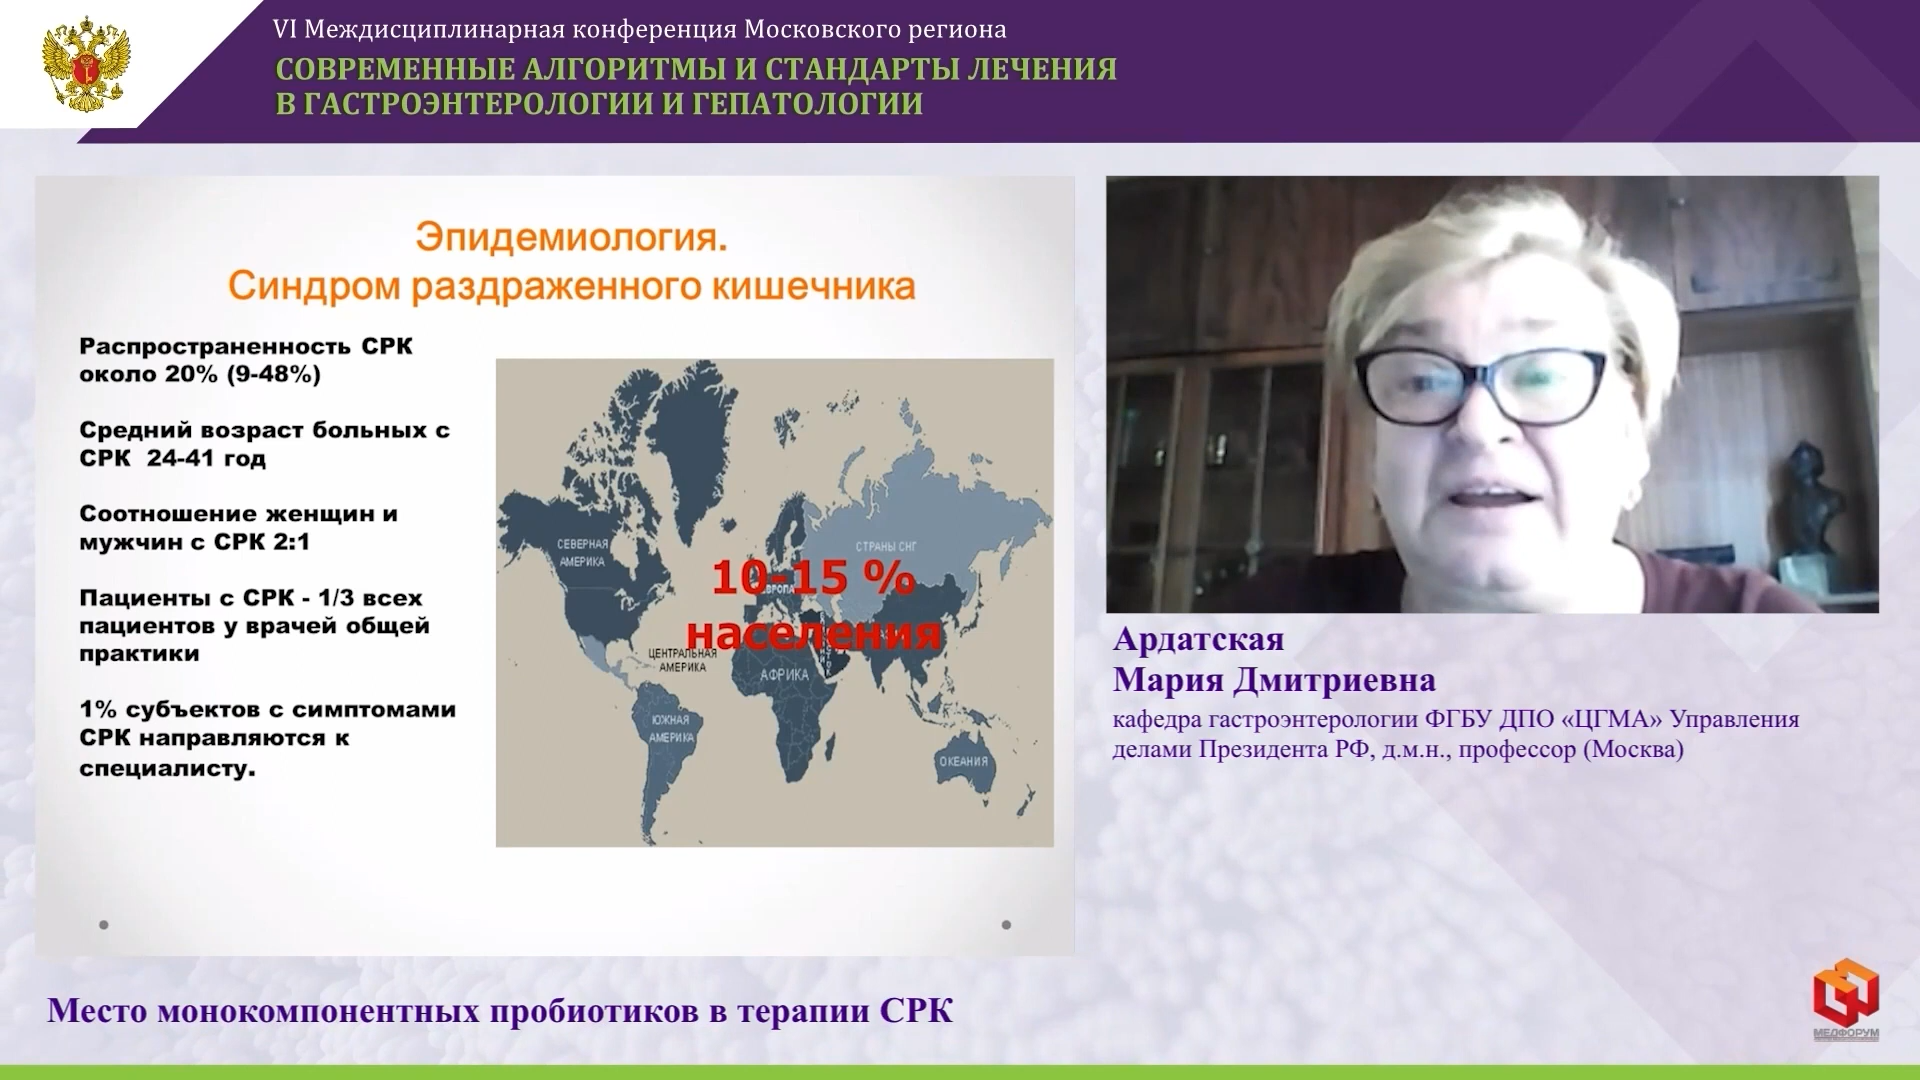 VI Междисциплинарная конференция Московского региона
СОВРЕМЕННЫЕ АЛГОРИТМЫ И СТАНДАРТЫ ЛЕЧЕНИЯ
В ГАСТРОЭНТЕРОЛОГИИ И ГЕПАТОЛОГИИ
Эпидемиология.
Синдром раздраженного кишечника
Распространенность СРК
около 20% (9-48%)
Средний возраст больных с
СРК 24-41 год
Соотношение женщин и
мужчин с СРК 2:1
Пациенты с СРК - 1/3 всех
пациентов у врачей общей
практики
1% субъектов с симптомами
СРК направляются к
специалисту.
СЕВЕРНАЯ
АМЕРИКА
СТРАНЫ СНГ
10-15 %
ЕВРОПА
населения
ЦЕНТРАЛЬНАЯ
АМЕРИКА
АФРИКА
ЮЖНАЯ
АМЕРИКА
ОКЕАНИЯ
Ардатская
Мария Дмитриевна
кафедра гастроэнтерологии ФГБУ ДПО «ЦГМА» Управления
делами Президента РФ, д.м.н., профессор (Москва)
Место монокомпонентных пробиотиков в терапии СРК
МЕДФОРУМ